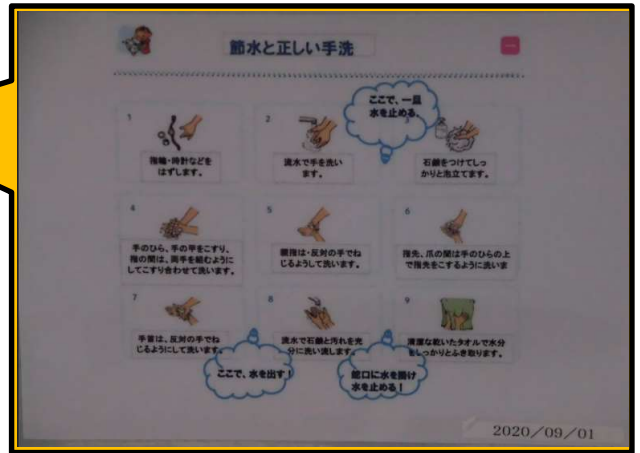 節水と正しい手洗
一
1
指輪・時計などを
はずします。
2
流水で手を洗い
ます。
ここで、一旦
水を止める、
石鹸をつけてしっ
かりと泡立てます。
4
手のひら、手の甲をこすり、
指の間は、両手を組むように
してこすり合わせて洗います。
5
親指は・反対の手でね
じるようして洗います。
6
指先、爪の間は手のひらの上
で指先をこするように洗いま
7
手首は、反対の手でね
じるようにして洗います。
ここで、水を出す!
8
流水で石鹸と汚れを充
分に洗い流します。
9
清潔な乾いたタオルで水分
をしっかりとふき取ります。
蛇口に水を掛け
水を止める!
2020/09/01